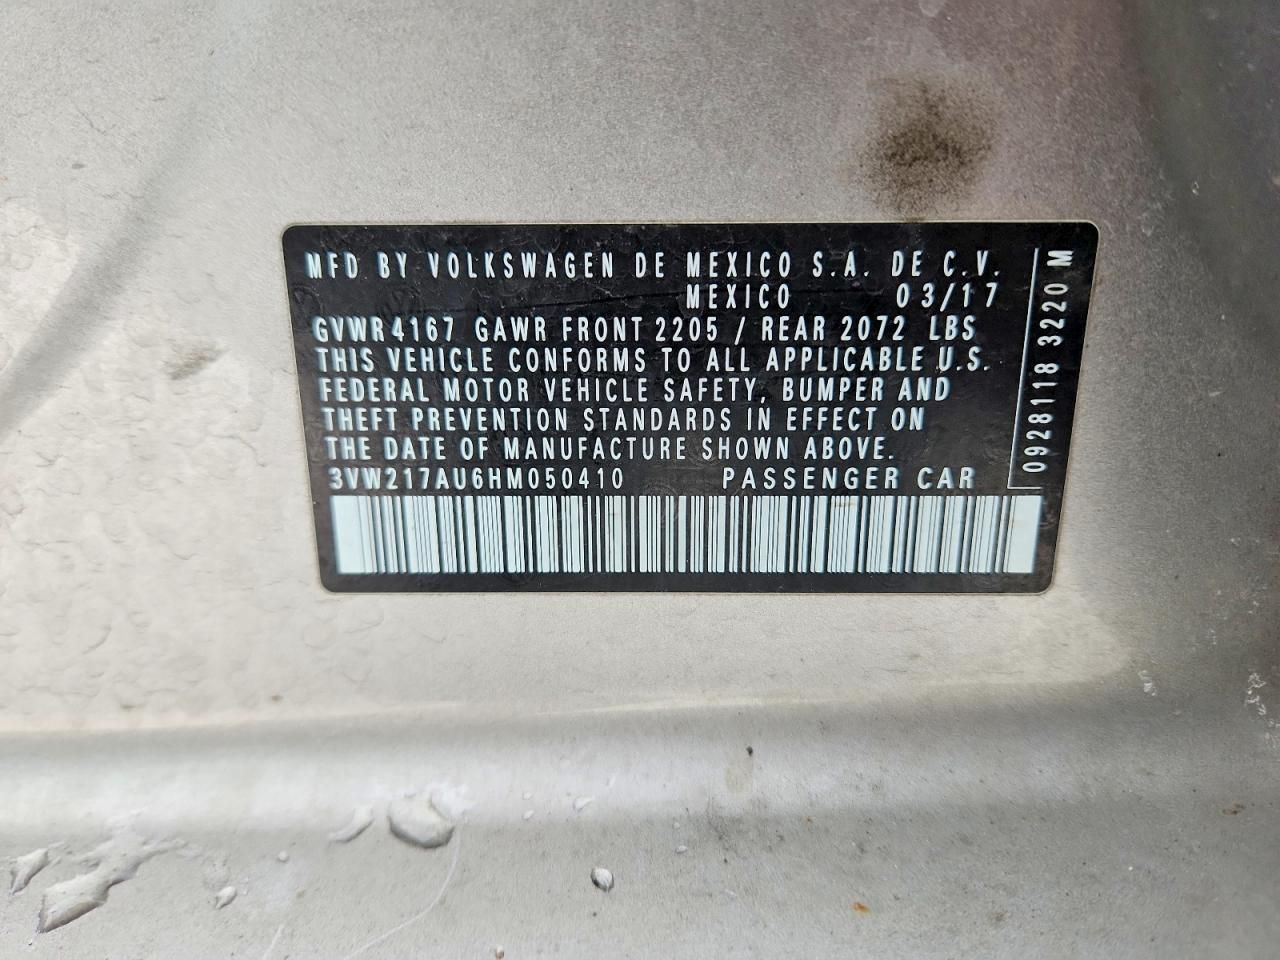 MFD BY VOLKSWAGEN DE MEXICO S.A. DE C.V.
MEXICO 03/17
GVWR 4167 GAWR FRONT 2205 / REAR 2072 LBS
THIS VEHICLE CONFORMS TO ALL APPLICABLE U.S.
FEDERAL MOTOR VEHICLE SAFETY, BUMPER AND
THEFT PREVENTION STANDARDS IN EFFECT ON
THE DATE OF MANUFACTURE SHOWN ABOVE.
3VW217AU6HM050410 PASSENGER CAR
0928118 3220 M